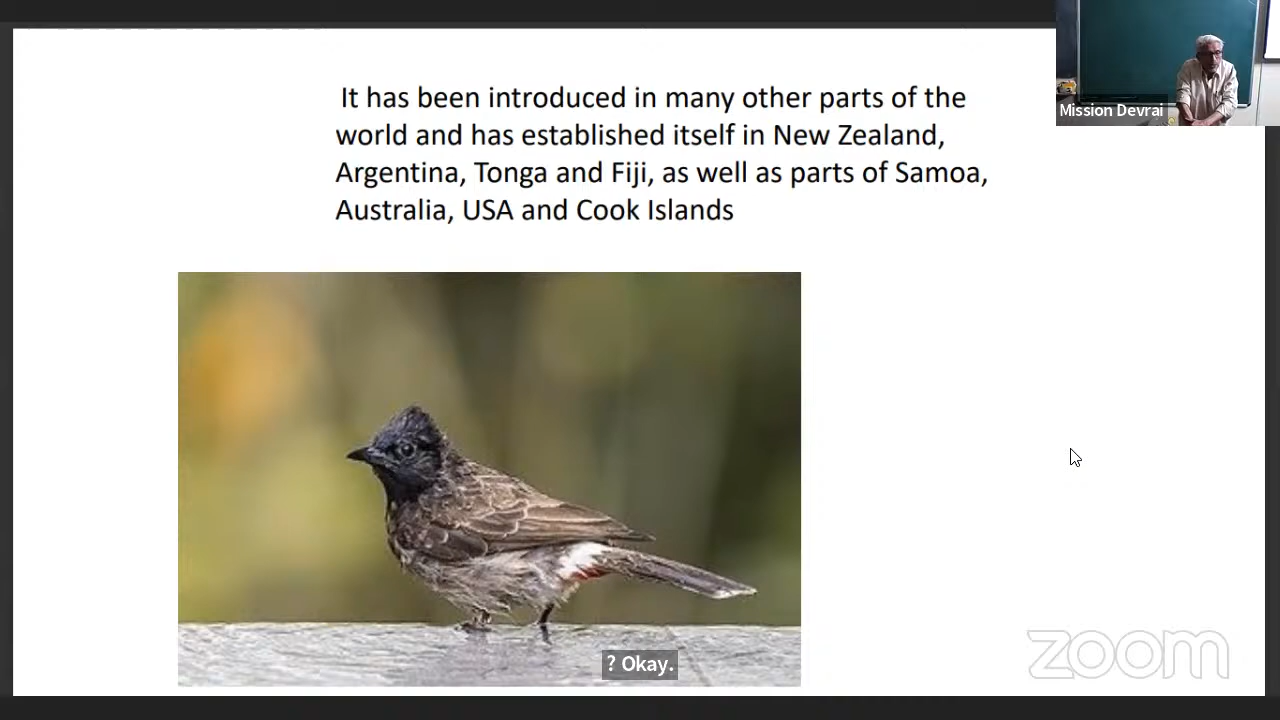 It has been introduced in many other parts of the
world and has established itself in New Zealand,
Argentina, Tonga and Fiji, as well as parts of Samoa,
Australia, USA and Cook Islands
Mission Devrai
? Okay.
zoom